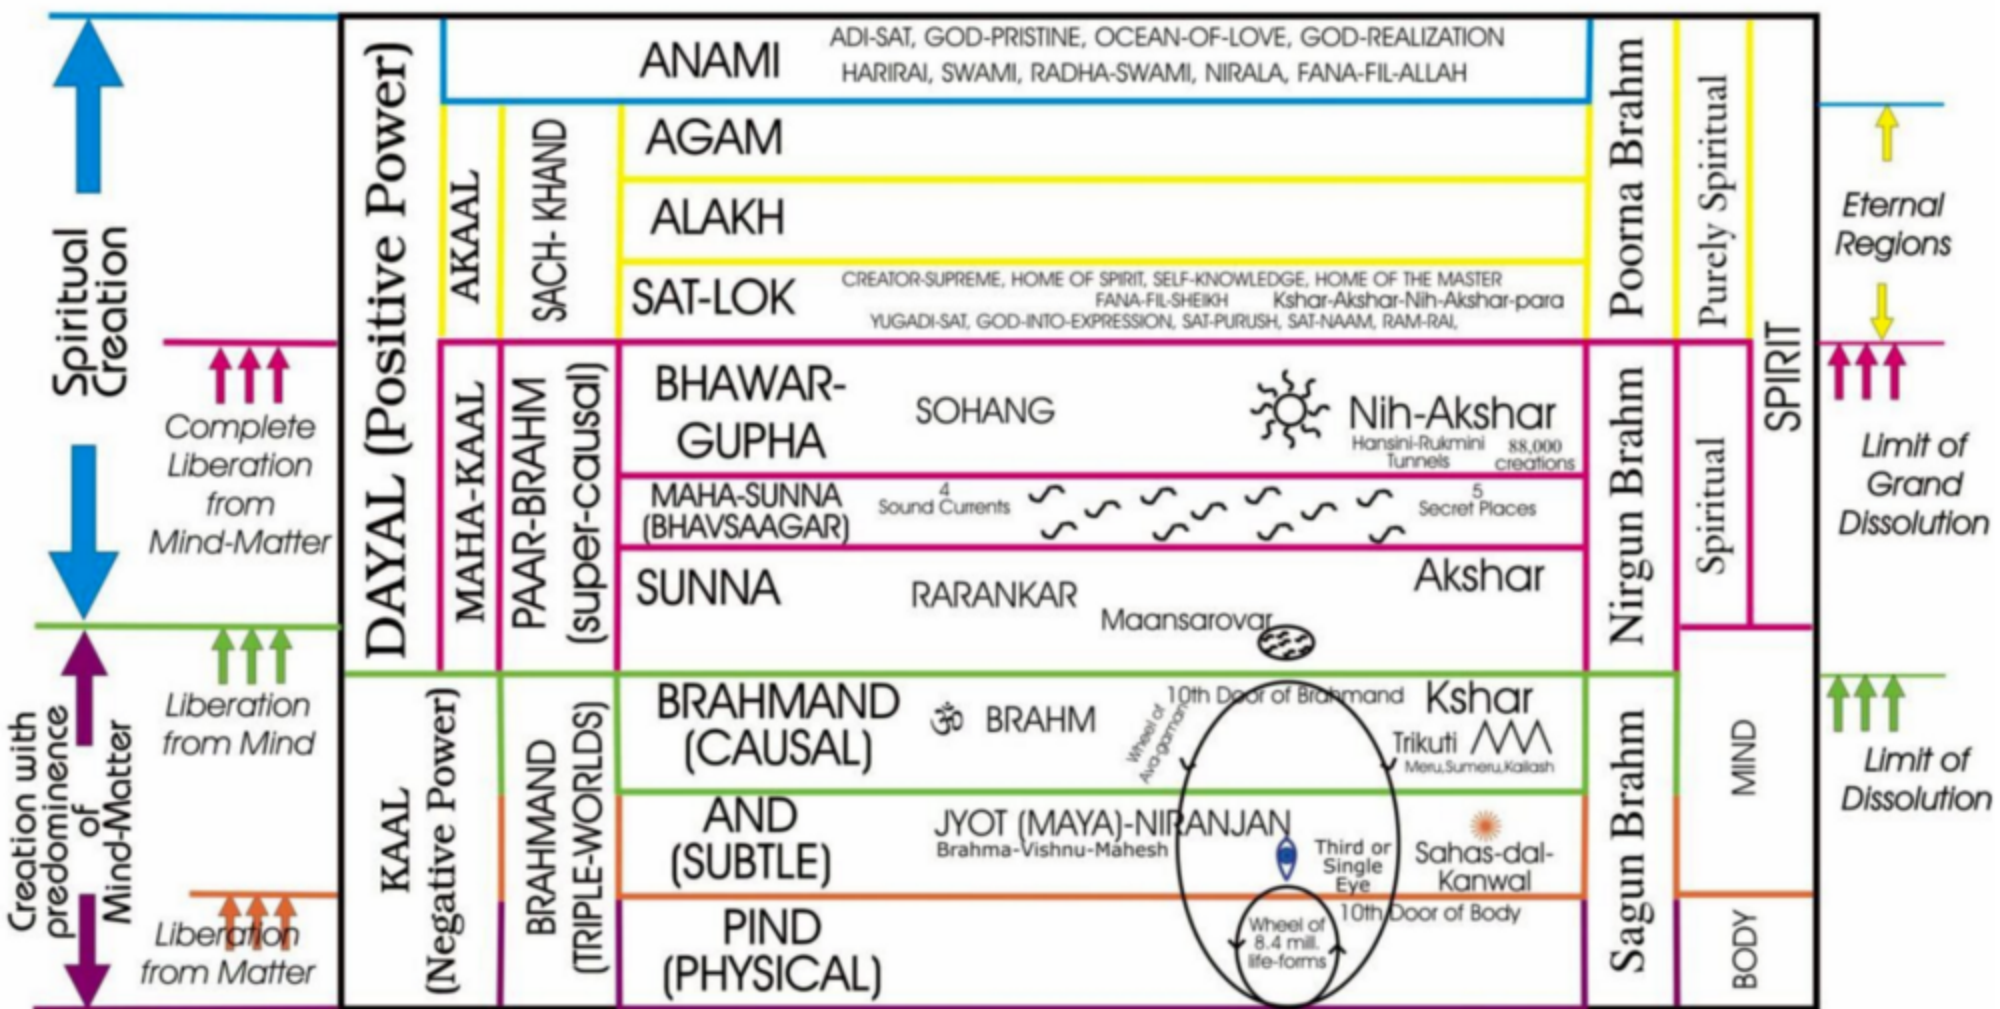 Spiritual
Creation
Complete
Liberation
from
Mind-Matter
Liberation
from Mind
Creation with
predominence
of
Mind-Matter
Liberation
from Matter
DAYAL (Positive Power)
KAAL
(Negative Power)
AKAAL
MAHA-KAAL
SACH- KHAND
PAAR-BRAHM
(super-causal)
BRAHMAND
(TRIPLE-WORLDS)
ANAMI
ADI-SAT, GOD-PRISTINE, OCEAN-OF-LOVE, GOD-REALIZATION
HARIRAI, SWAMI, RADHA-SWAMI, NIRALA, FANA-FIL-ALLAH
AGAM
ALAKH
SAT-LOK
CREATOR-SUPREME, HOME OF SPIRIT, SELF-KNOWLEDGE, HOME OF THE MASTER
FANA-FIL-SHEIKH Kshar-Akshar-Nih-Akshar-para
YUGADI-SAT, GOD-INTO-EXPRESSION, SAT-PURUSH, SAT-NAAM, RAM-RAI,
BHAWAR-
GUPHA
SOHANG
Nih-Akshar
Hansini-Rukmini
Tunnels
88,000
creations
MAHA-SUNNA
(BHAVSAAGAR)
4
Sound Currents
5
Secret Places
SUNNA
RARANKAR
Akshar
Maansarovar
BRAHMAND
(CAUSAL)
ॐ BRAHM
Wheel of
Ava-gaman
10th Door of Brahmand
Kshar
Trikuti
Meru,Sumeru,Kailash
AND
(SUBTLE)
JYOT (MAYA)-NIRANJAN
Brahma-Vishnu-Mahesh
Third or
Single
Eye
Sahas-dal-
Kanwal
PIND
(PHYSICAL)
10th Door of Body
Wheel of
8.4 mill.
life-forms
Poorna Brahm
Nirgun Brahm
Sagun Brahm
Purely Spiritual
Spiritual
SPIRIT
MIND
BODY
Eternal
Regions
Limit of
Grand
Dissolution
Limit of
Dissolution